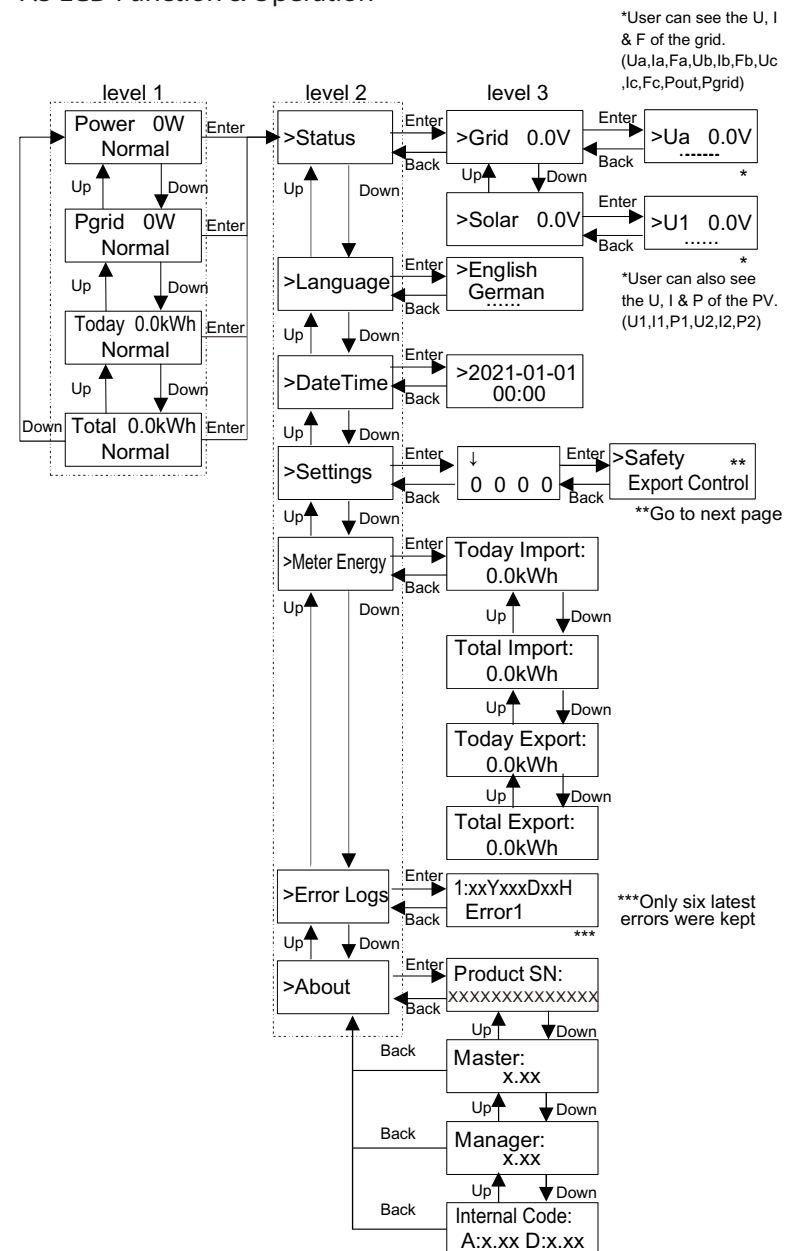 *User can see the U, I
& F of the grid.
(Ua,Ia,Fa,Ub,Ib,Fb,Uc
,Ic,Fc,Pout,Pgrid)
level 1
level 2
level 3
Power 0W
Normal
Enter
Up
Down
Pgrid 0W
Normal
Enter
Up
Down
Today 0.0kWh
Normal
Enter
Up
Down
Down
Total 0.0kWh
Normal
Enter
>Status
Enter
Back
>Grid 0.0V
Enter
Back
>Ua 0.0V
.......
*
Up
Down
Up
Down
>Solar 0.0V
Enter
Back
>U1 0.0V
......
*
*User can also see
the U, I & P of the PV.
(U1,I1,P1,U2,I2,P2)
>Language
Enter
Back
>English
German
......
Up
Down
>DateTime
Enter
Back
>2021-01-01
00:00
Up
Down
>Settings
Enter
Back
↓
0 0 0 0
Enter
Back
>Safety **
Export Control
**Go to next page
Up
Down
>Meter Energy
Enter
Back
Today Import:
0.0kWh
Up
Down
Up
Down
Total Import:
0.0kWh
Up
Down
Today Export:
0.0kWh
Up
Down
Total Export:
0.0kWh
>Error Logs
Enter
Back
1:xxYxxxDxxH
Error1
***
***Only six latest
errors were kept
Up
Down
>About
Enter
Back
Product SN:
XXXXXXXXXXXXXX
Up
Down
Back
Master:
x.xx
Up
Down
Back
Manager:
x.xx
Up
Down
Back
Internal Code:
A:x.xx D:x.xx